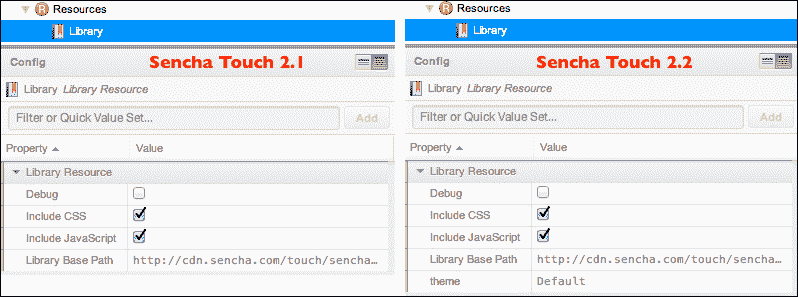 Resources
Library
Config
Sencha Touch 2.1
Library Library Resource
Filter or Quick Value Set...
Add
Property
Value
Library Resource
Debug
Include CSS
Include JavaScript
Library Base Path
http://cdn.sencha.com/touch/sencha...
Resources
Library
Config
Sencha Touch 2.2
Library Library Resource
Filter or Quick Value Set...
Add
Property
Value
Library Resource
Debug
Include CSS
Include JavaScript
Library Base Path
http://cdn.sencha.com/touch/sencha...
theme
Default